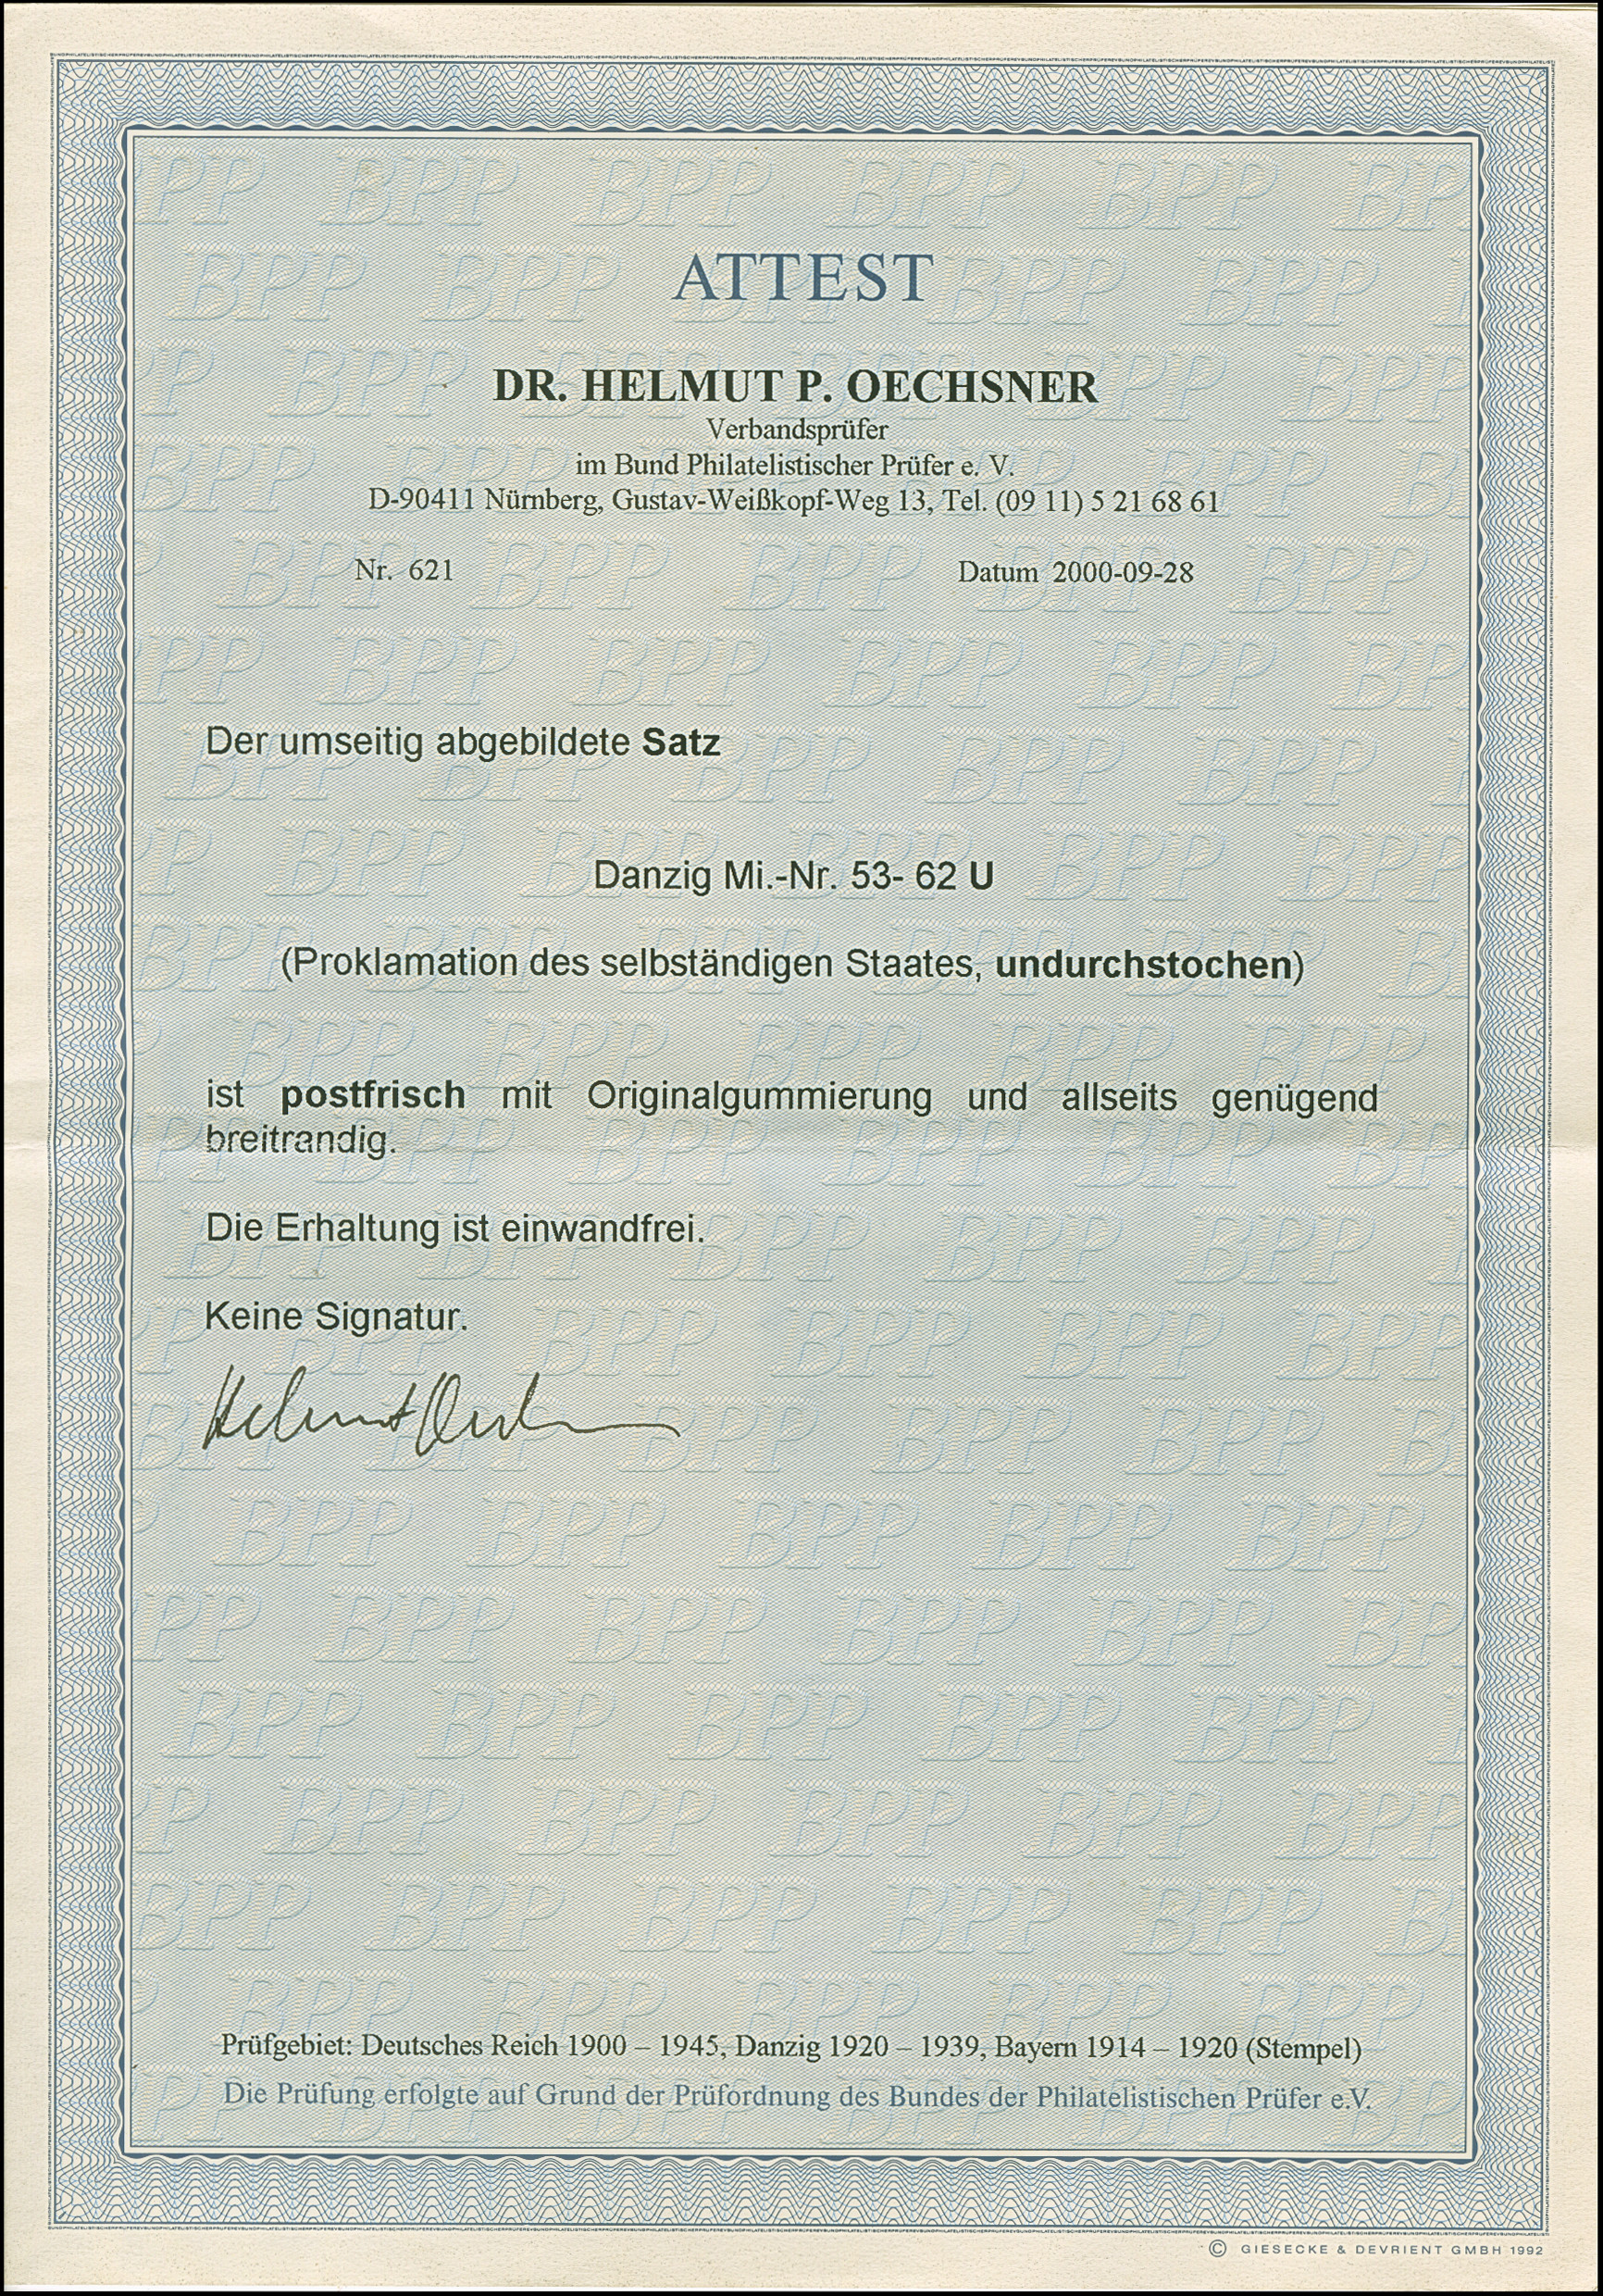 ATTEST
DR. HELMUT P. OECHSNER
Verbandsprüfer
im Bund Philatelistischer Prüfer e. V.
D-90411 Nürnberg, Gustav-Weißkopf-Weg 13, Tel. (09 11) 5 21 68 61
Nr. 621 Datum 2000-09-28
Der umseitig abgebildete Satz
Danzig Mi.-Nr. 53- 62 U
(Proklamation des selbständigen Staates, undurchstochen)
ist postfrisch mit Originalgummierung und allseits genügend
breitrandig.
Die Erhaltung ist einwandfrei.
Keine Signatur.
Prüfgebiet: Deutsches Reich 1900 – 1945, Danzig 1920 – 1939, Bayern 1914 – 1920 (Stempel)
Die Prüfung erfolgte auf Grund der Prüfordnung des Bundes der Philatelistischen Prüfer e.V.
© GIESECKE & DEVRIENT GMBH 1992